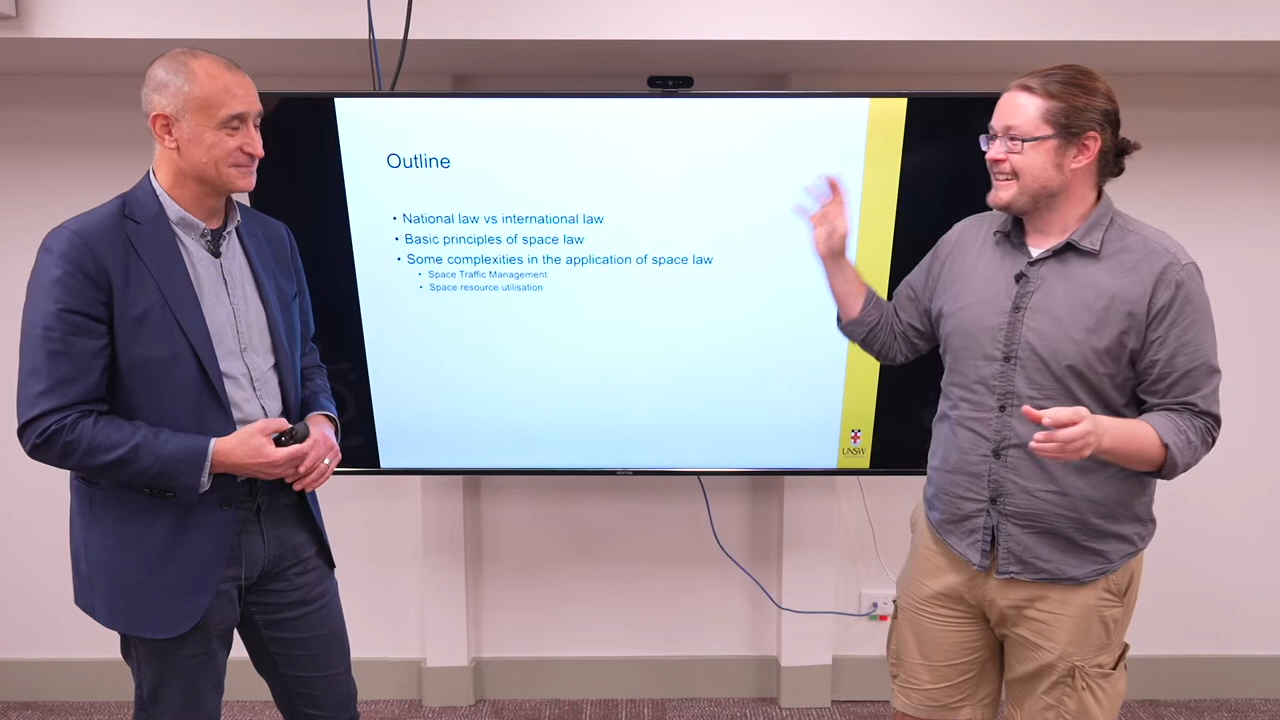 Outline
• National law vs international law
• Basic principles of space law
• Some complexities in the application of space law
• Space Traffic Management
• Space resource utilisation
UNSW